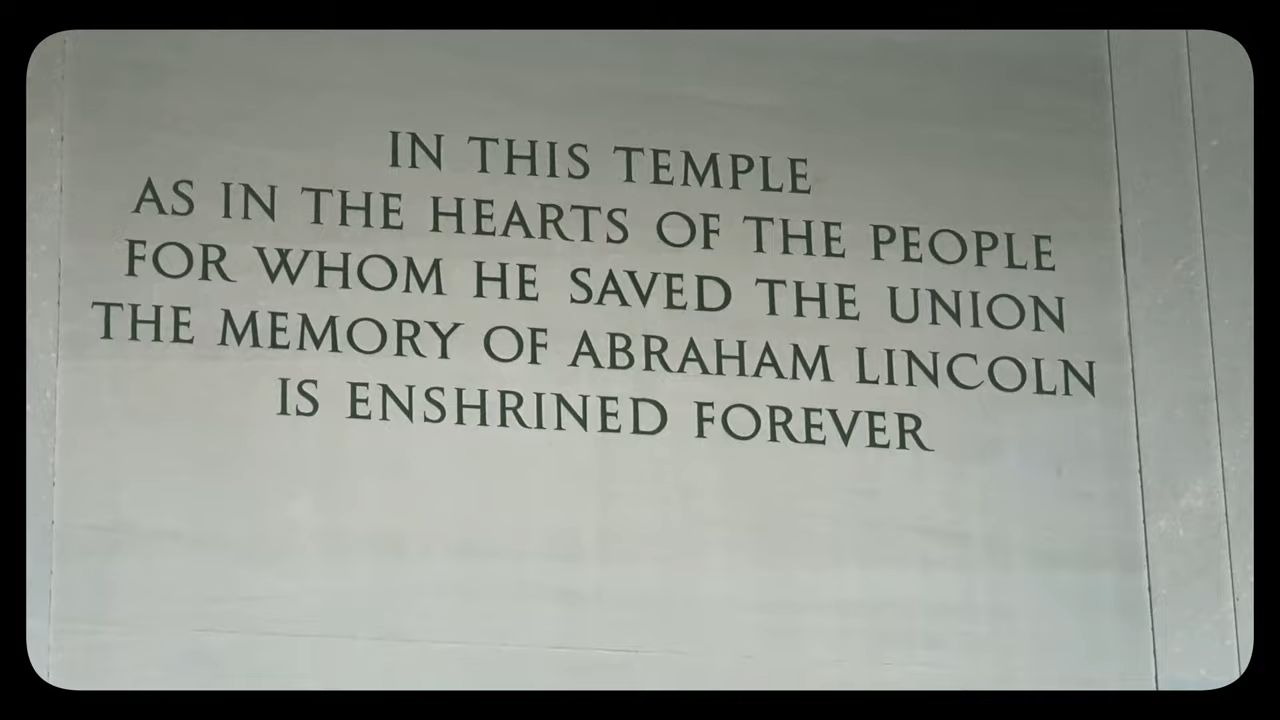 IN THIS TEMPLE
AS IN THE HEARTS OF THE PEOPLE
FOR WHOM HE SAVED THE UNION
THE MEMORY OF ABRAHAM LINCOLN
IS ENSHRINED FOREVER